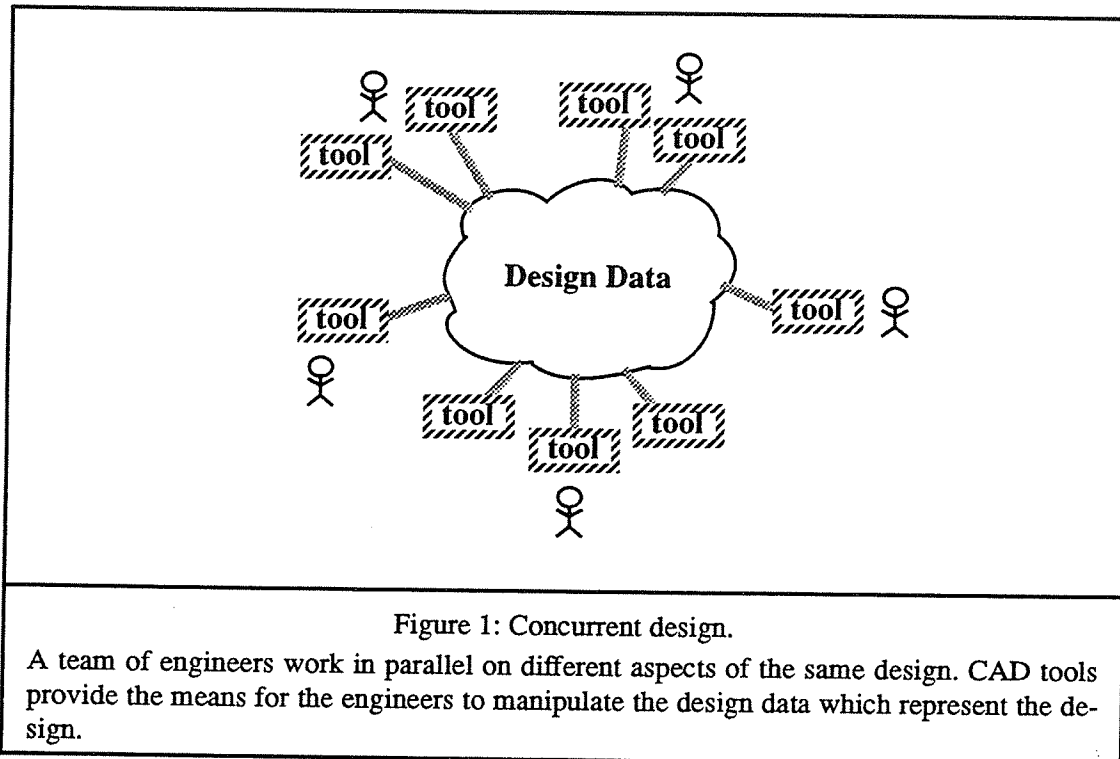 tool
tool
tool
tool
Design Data
tool
tool
tool
tool
tool
Figure 1: Concurrent design.
A team of engineers work in parallel on different aspects of the same design. CAD tools
provide the means for the engineers to manipulate the design data which represent the de-
sign.